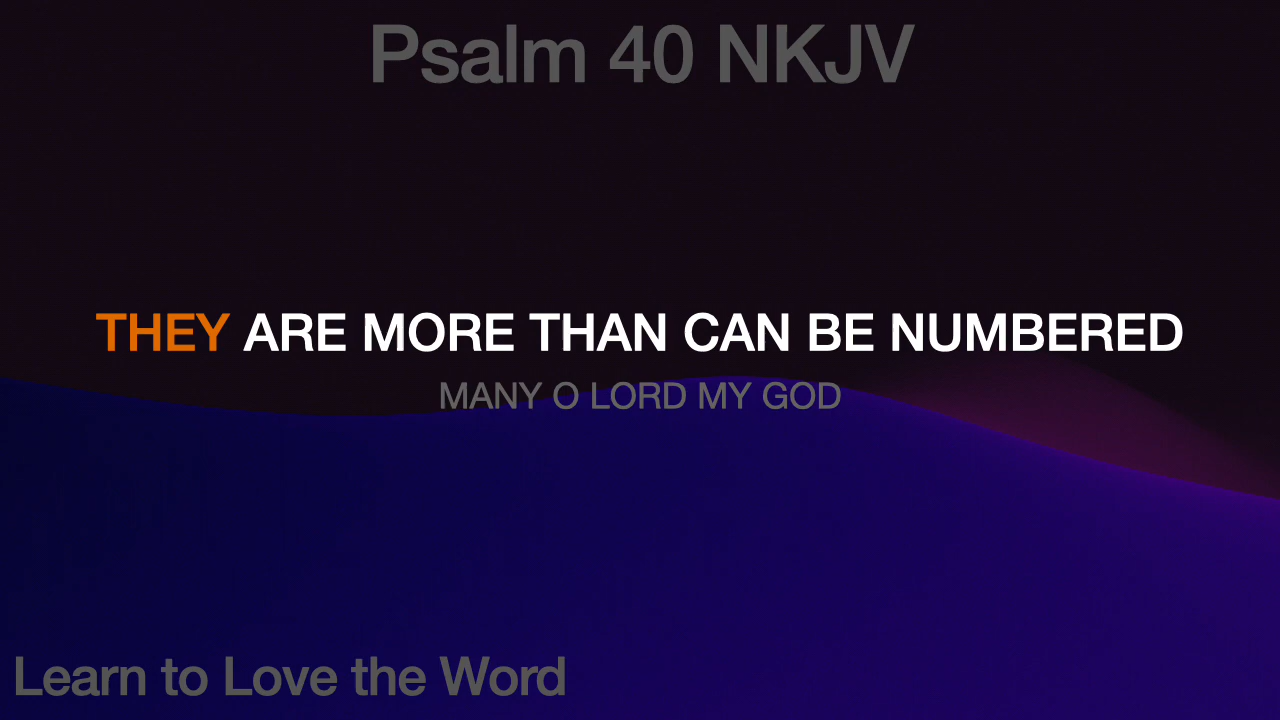 Psalm 40 NKJV
THEY ARE MORE THAN CAN BE NUMBERED
MANY O LORD MY GOD
Learn to Love the Word